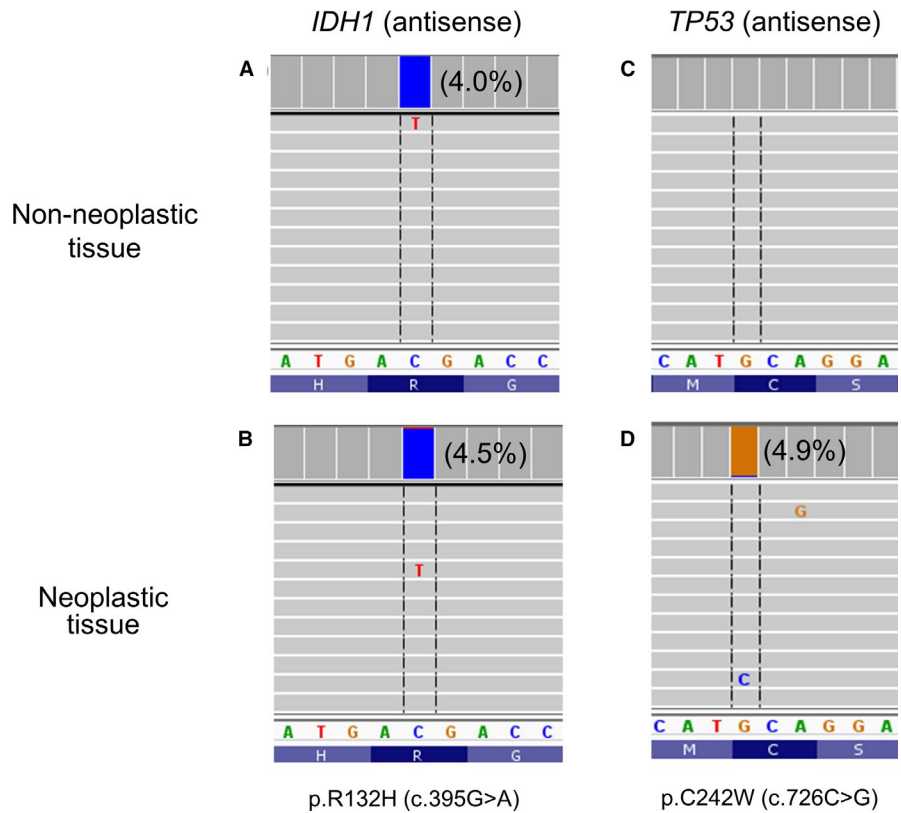 IDH1 (antisense) TP53 (antisense)
A (4.0%) C
T
Non-neoplastic
tissue
A T G A C G A C C C A T G C A G G A
H R G M C S
B (4.5%) D (4.9%)
G
T
Neoplastic
tissue
C
A T G A C G A C C C A T G C A G G A
H R G M C S
p.R132H (c.395G>A) p.C242W (c.726C>G)